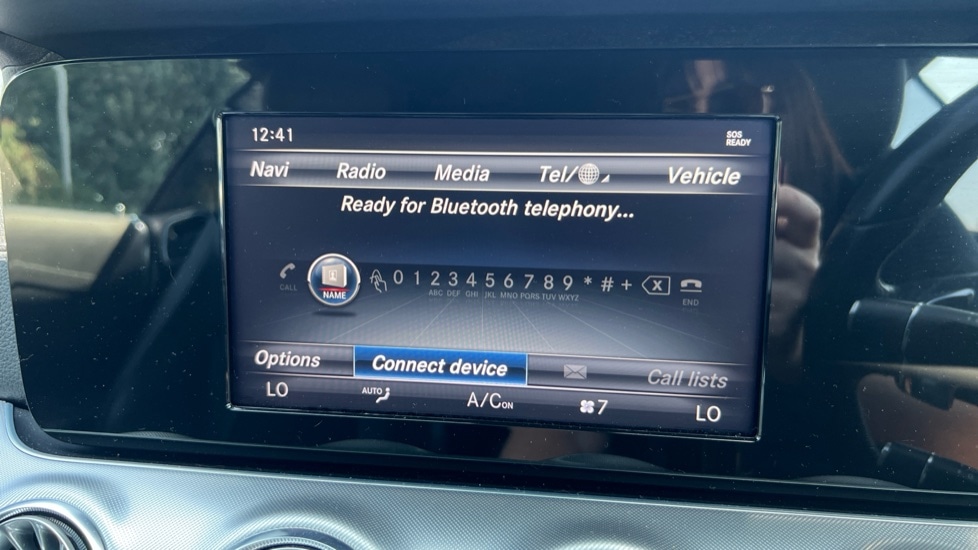 12:41 SOS READY
Navi Radio Media Tel/ Vehicle
Ready for Bluetooth telephony...
CALL NAME 0 1 2 3 4 5 6 7 8 9 * # + X END
ABC DEF GHI JKL MNO PQRS TUV WXYZ
Options Connect device Call lists
LO AUTO A/C ON 7 LO